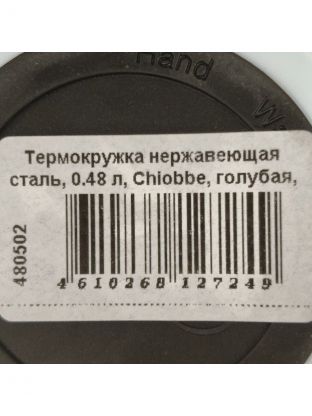 Hand
Термокружка нержавеющая
сталь, 0.48 л, Chiobbe, голубая,
480502
4610268127249